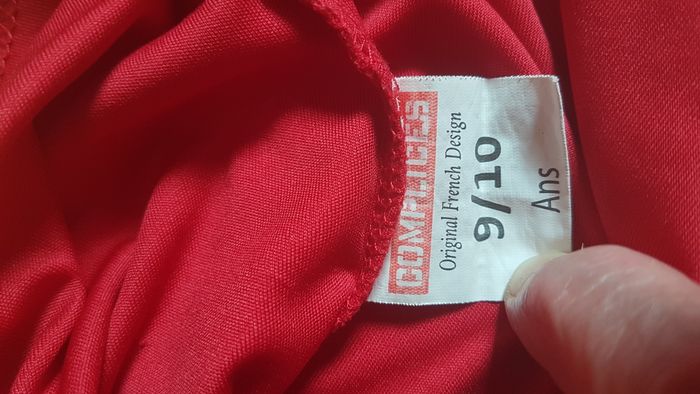 COMPLICES
Original French Design
9/10
Ans